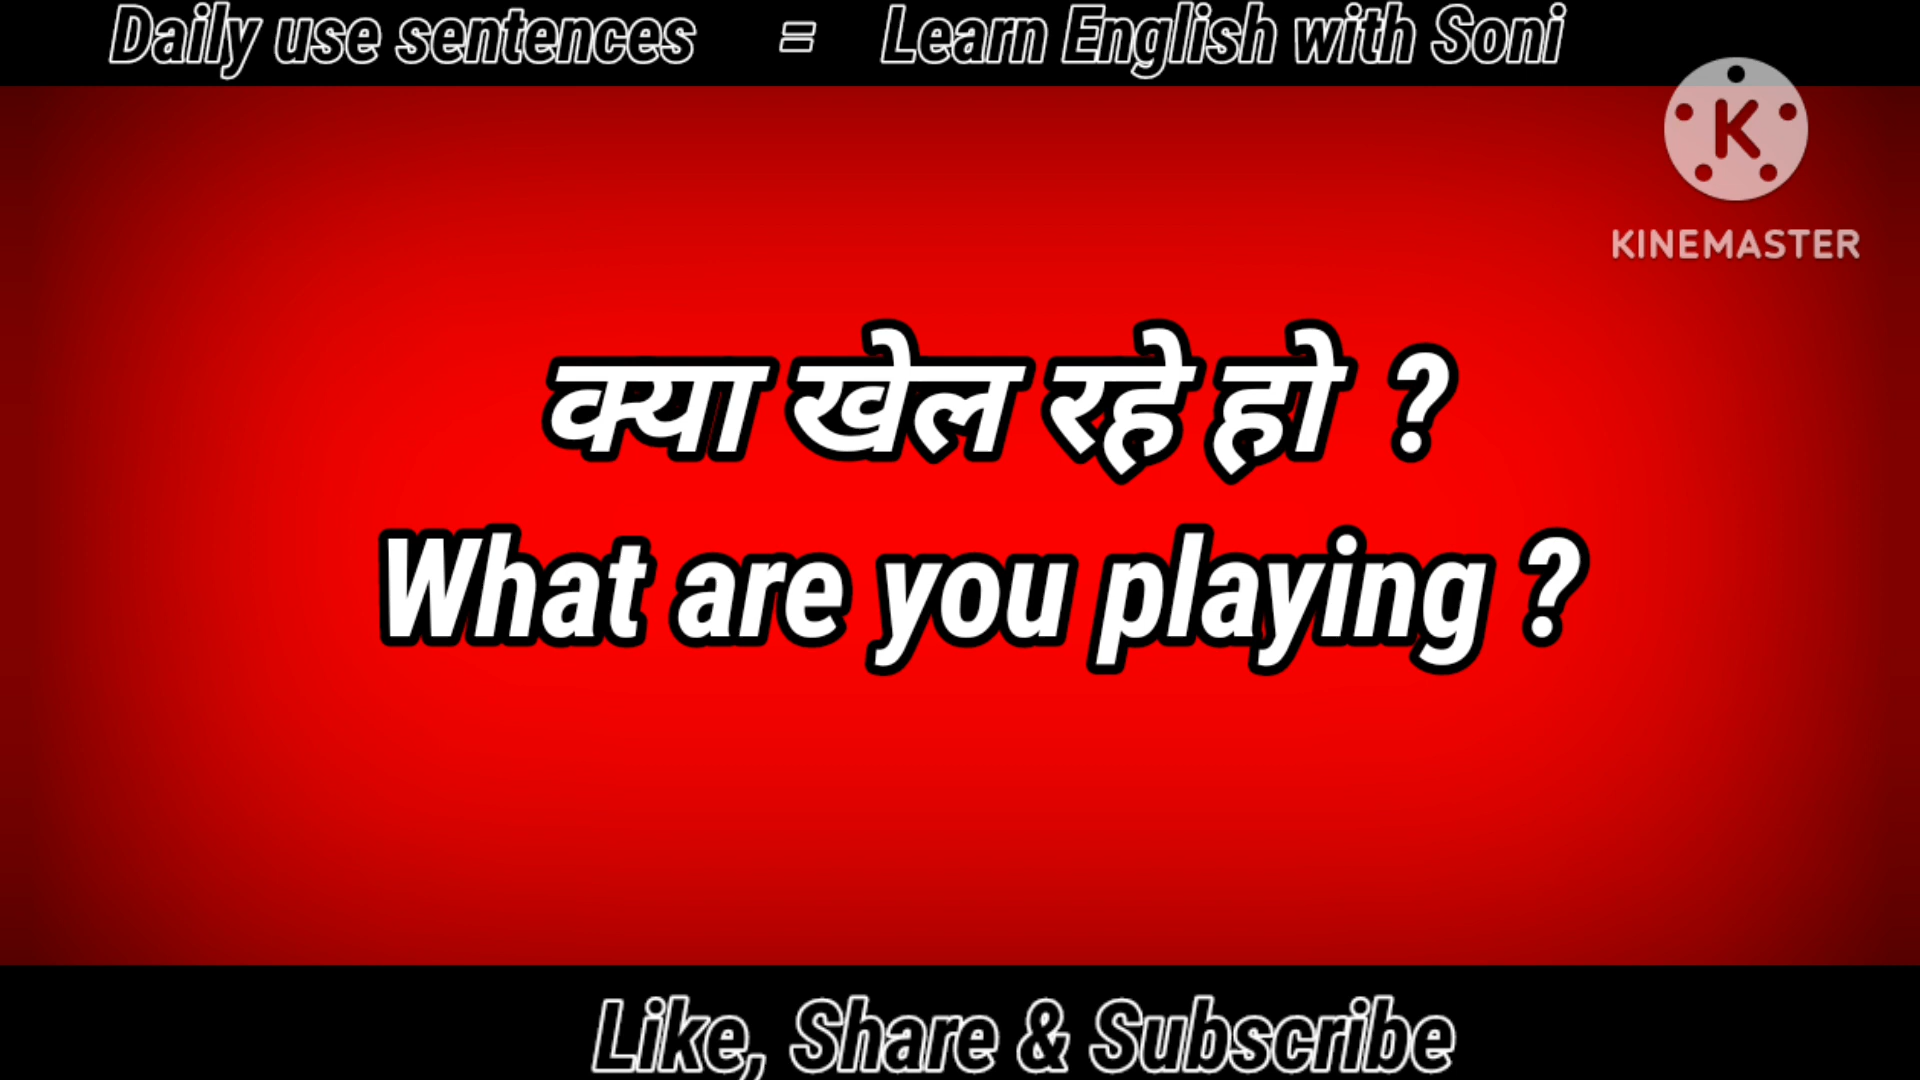 Daily use sentences = Learn English with Soni
K
KINEMASTER
क्या खेल रहे हो ?
What are you playing ?
Like, Share & Subscribe